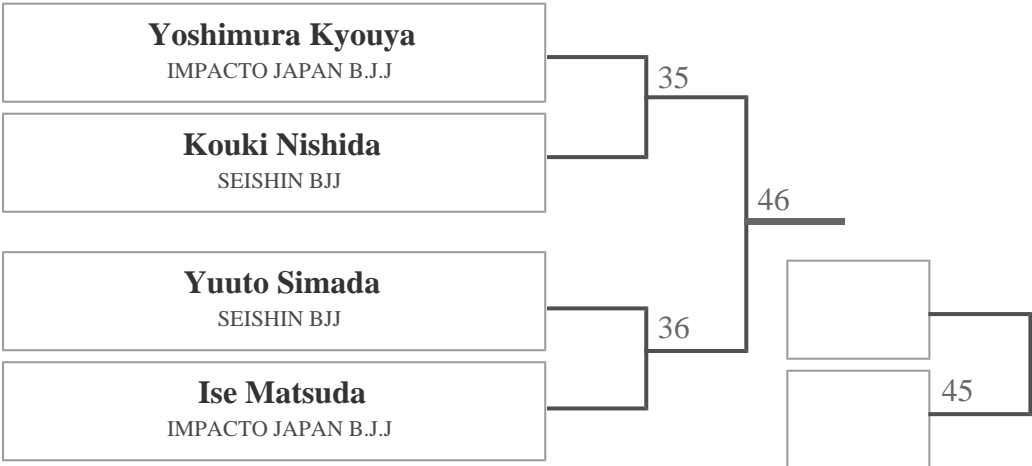 Yoshimura Kyouya
IMPACTO JAPAN B.J.J
35
Kouki Nishida
SEISHIN BJJ
46
Yuuto Simada
SEISHIN BJJ
36
Ise Matsuda
IMPACTO JAPAN B.J.J
45